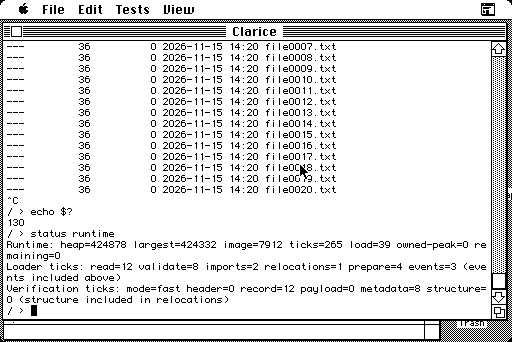 File Edit Tests View
Clarice
--- 36 0 2026-11-15 14:20 file0007.txt
--- 36 0 2026-11-15 14:20 file0008.txt
--- 36 0 2026-11-15 14:20 file0009.txt
--- 36 0 2026-11-15 14:20 file0010.txt
--- 36 0 2026-11-15 14:20 file0011.txt
--- 36 0 2026-11-15 14:20 file0012.txt
--- 36 0 2026-11-15 14:20 file0013.txt
--- 36 0 2026-11-15 14:20 file0014.txt
--- 36 0 2026-11-15 14:20 file0015.txt
--- 36 0 2026-11-15 14:20 file0016.txt
--- 36 0 2026-11-15 14:20 file0017.txt
--- 36 0 2026-11-15 14:20 file0018.txt
--- 36 0 2026-11-15 14:20 file0019.txt
--- 36 0 2026-11-15 14:20 file0020.txt
^C
/ > echo $?
130
/ > status runtime
Runtime: heap=424878 largest=424332 image=7912 ticks=265 load=39 owned-peak=0 re
maining=0
Loader ticks: read=12 validate=8 imports=2 relocations=1 prepare=4 events=3 (eve
nts included above)
Verification ticks: mode=fast header=0 record=12 payload=0 metadata=8 structure=
0 (structure included in relocations)
/ >
Trash